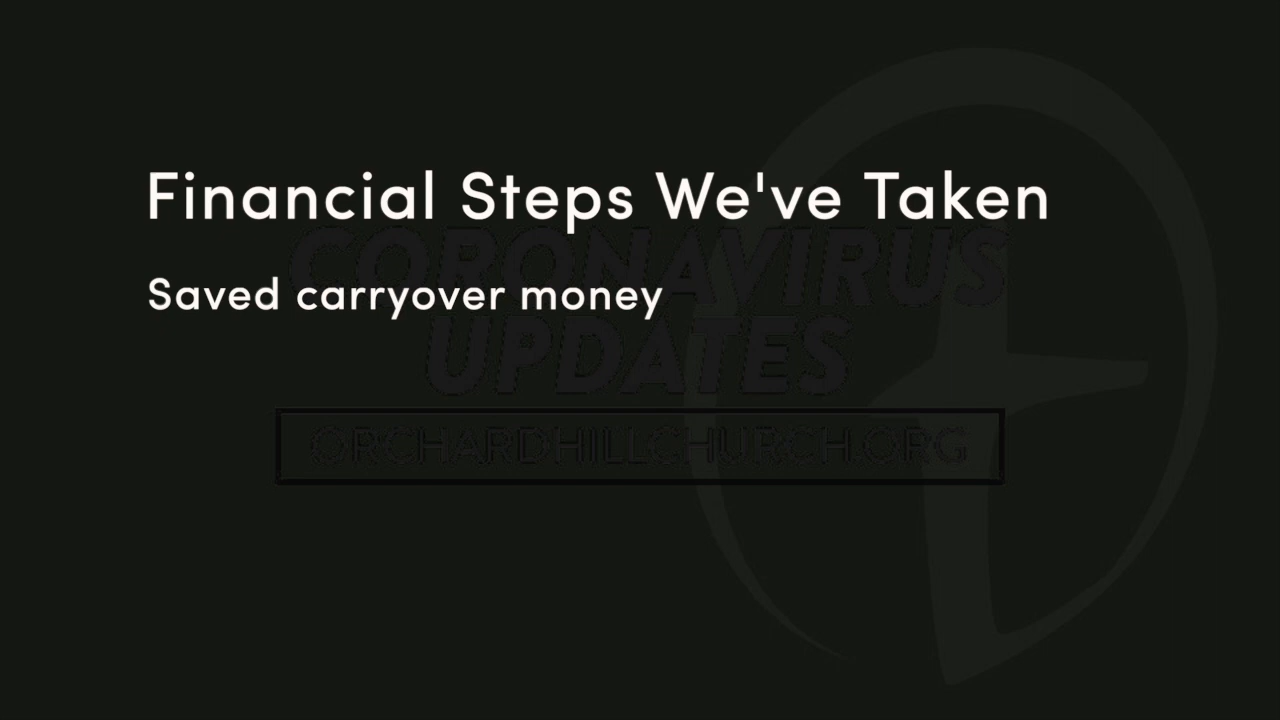 Financial Steps We've Taken
Saved carryover money
CORONAVIRUS
UPDATES
ORCHARDHILLCHURCH.ORG